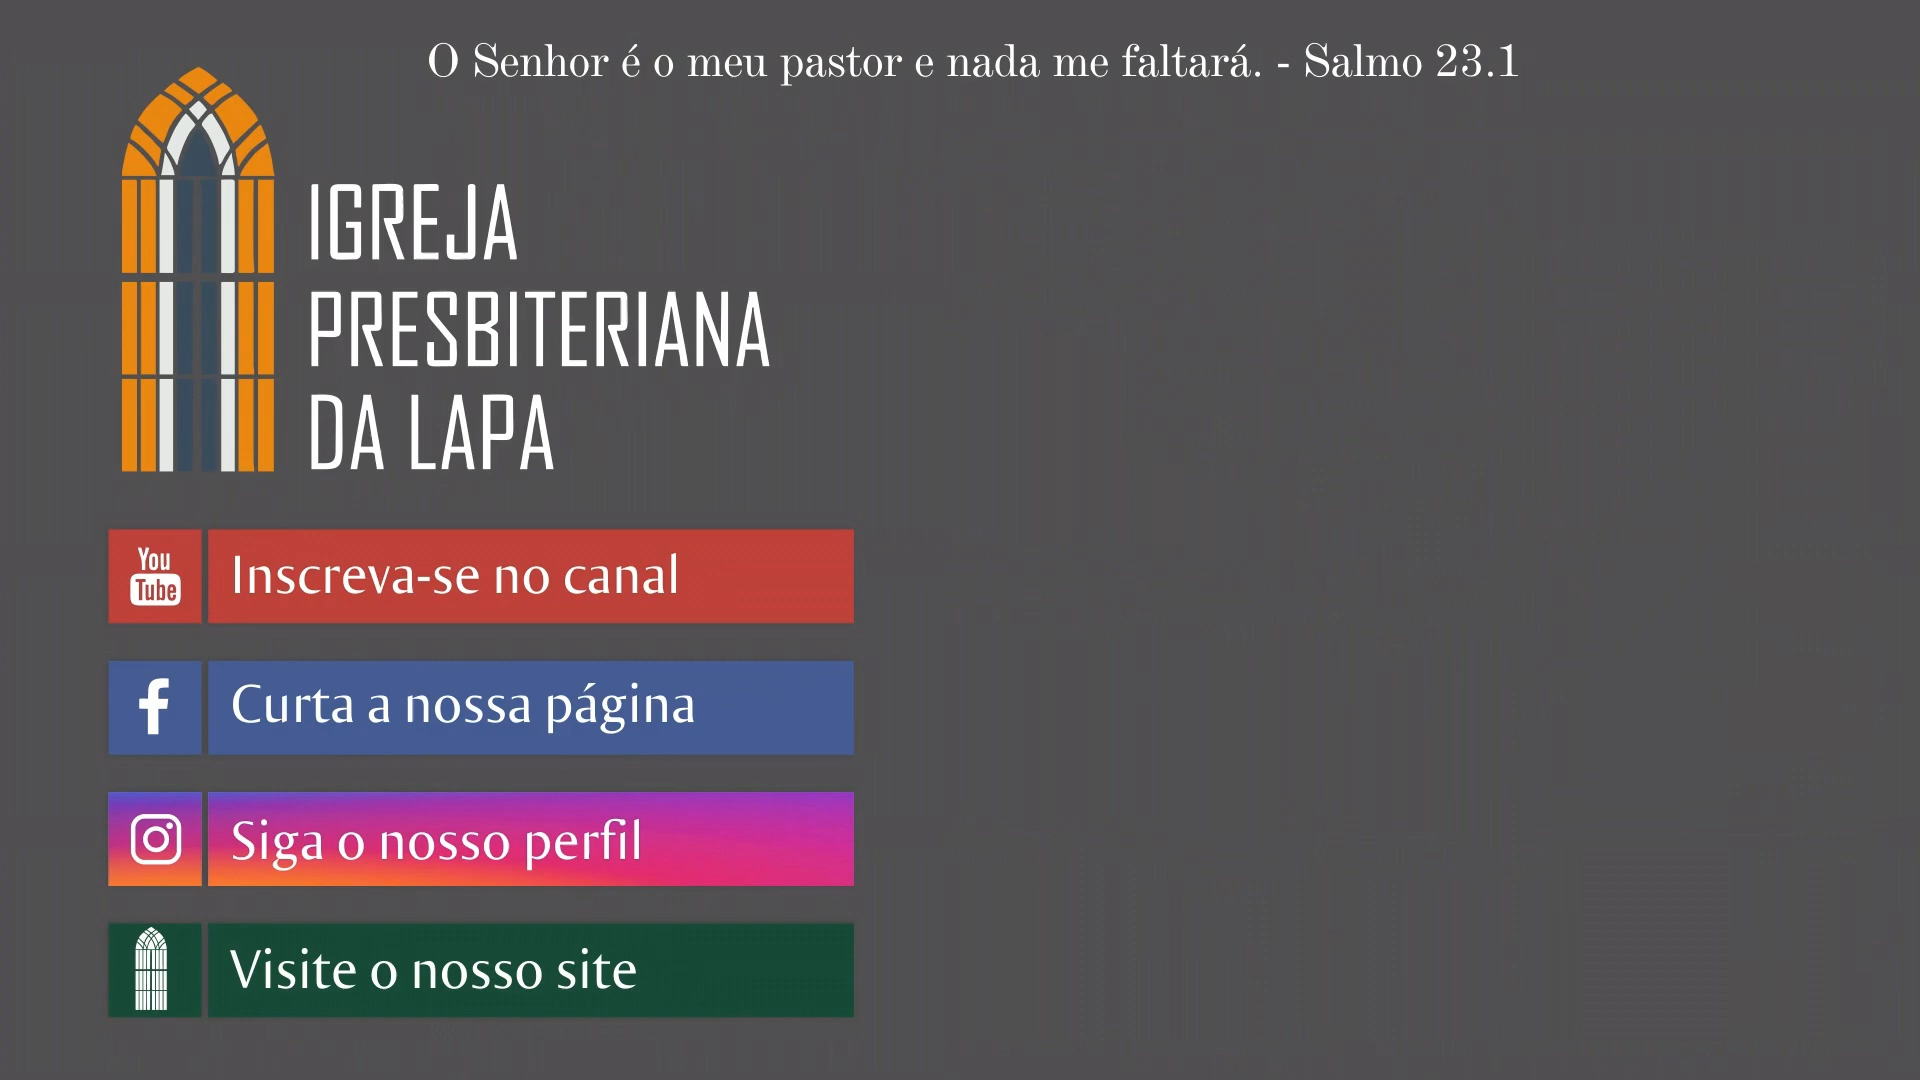 O Senhor é o meu pastor e nada me faltará. - Salmo 23.1
IGREJA
PRESBITERIANA
DA LAPA
You
Tube
Inscreva-se no canal
Curta a nossa página
Siga o nosso perfil
Visite o nosso site